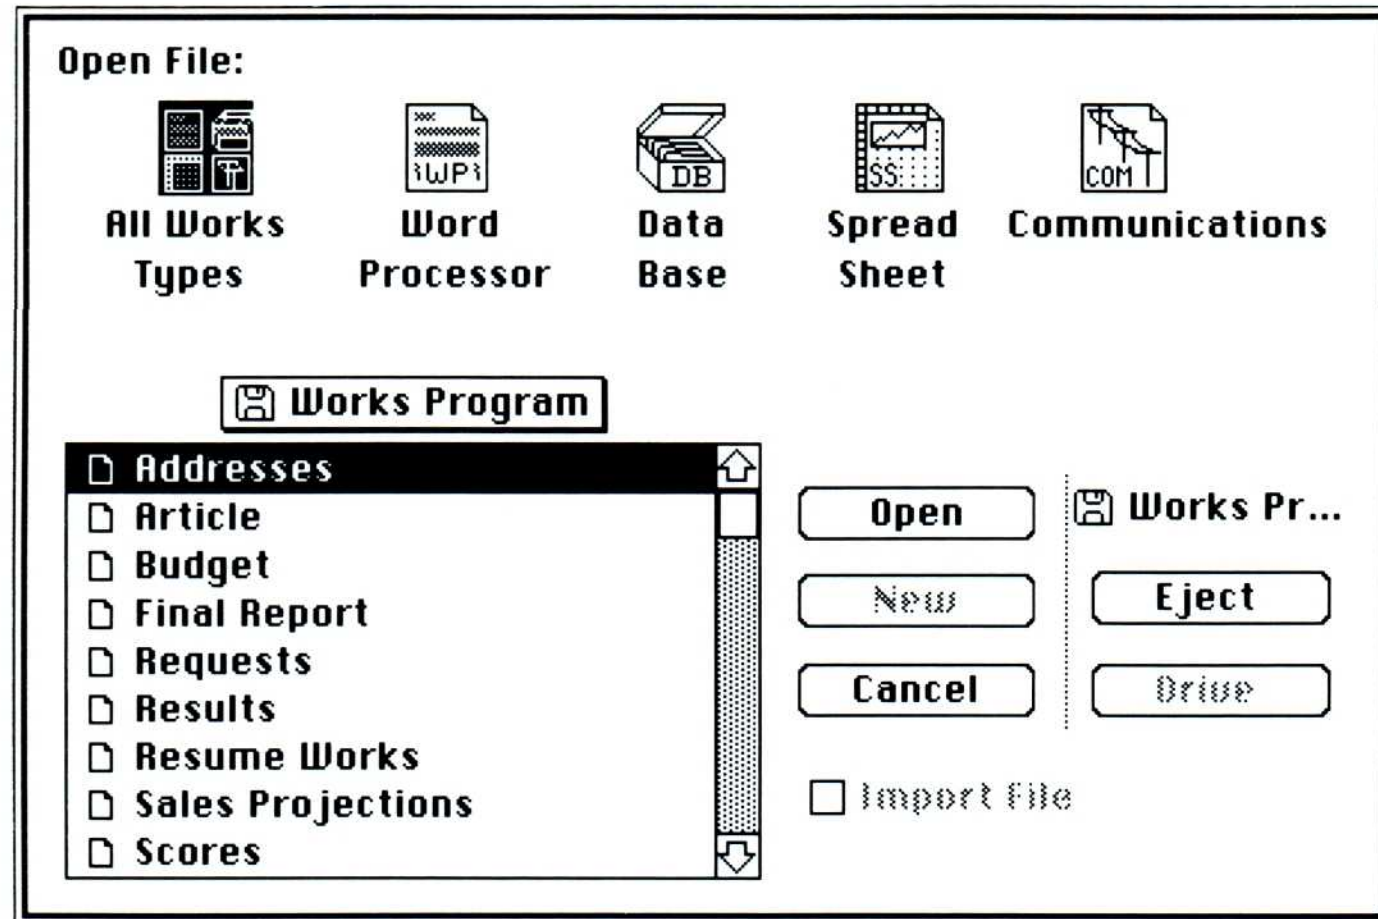 Open File:
WP
DB
SS
COM
All Works
Types
Word
Processor
Data
Base
Spread
Sheet
Communications
Works Program
Addresses
Article
Budget
Final Report
Requests
Results
Resume Works
Sales Projections
Scores
Open
New
Cancel
Works Pr...
Eject
Drive
Import File